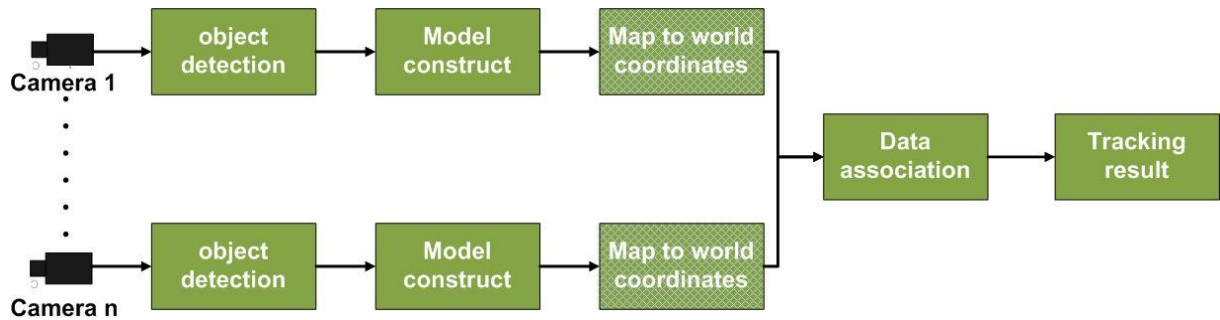 object
detection
Model
construct
Map to world
coordinates
Camera 1
Data
association
Tracking
result
object
detection
Model
construct
Map to world
coordinates
Camera n